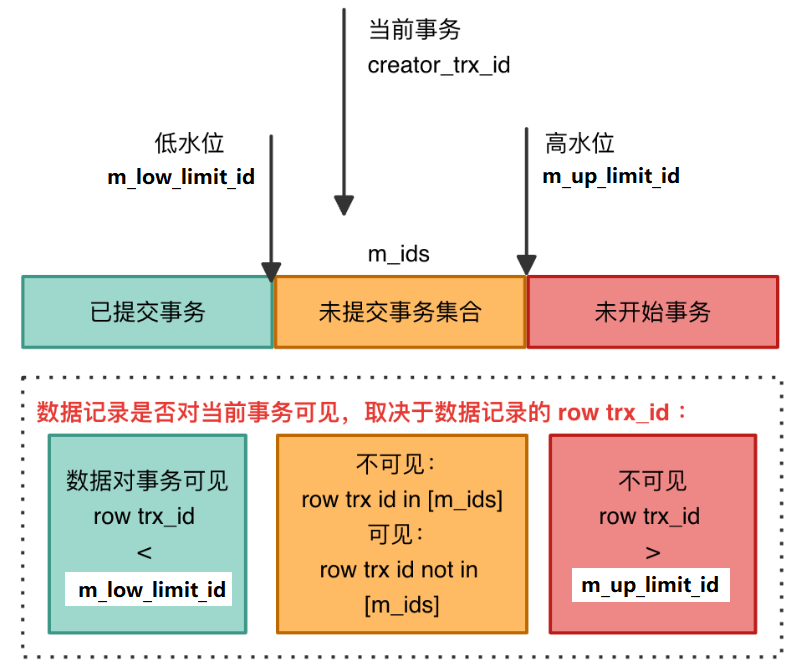 当前事务
creator_trx_id
低水位
m_low_limit_id
高水位
m_up_limit_id
m_ids
已提交事务
未提交事务集合
未开始事务
数据记录是否对当前事务可见，取决于数据记录的 row trx_id：
数据对事务可见
row trx_id
<
m_low_limit_id
不可见：
row trx id in [m_ids]
可见：
row trx id not in
[m_ids]
不可见
row trx_id
>
m_up_limit_id